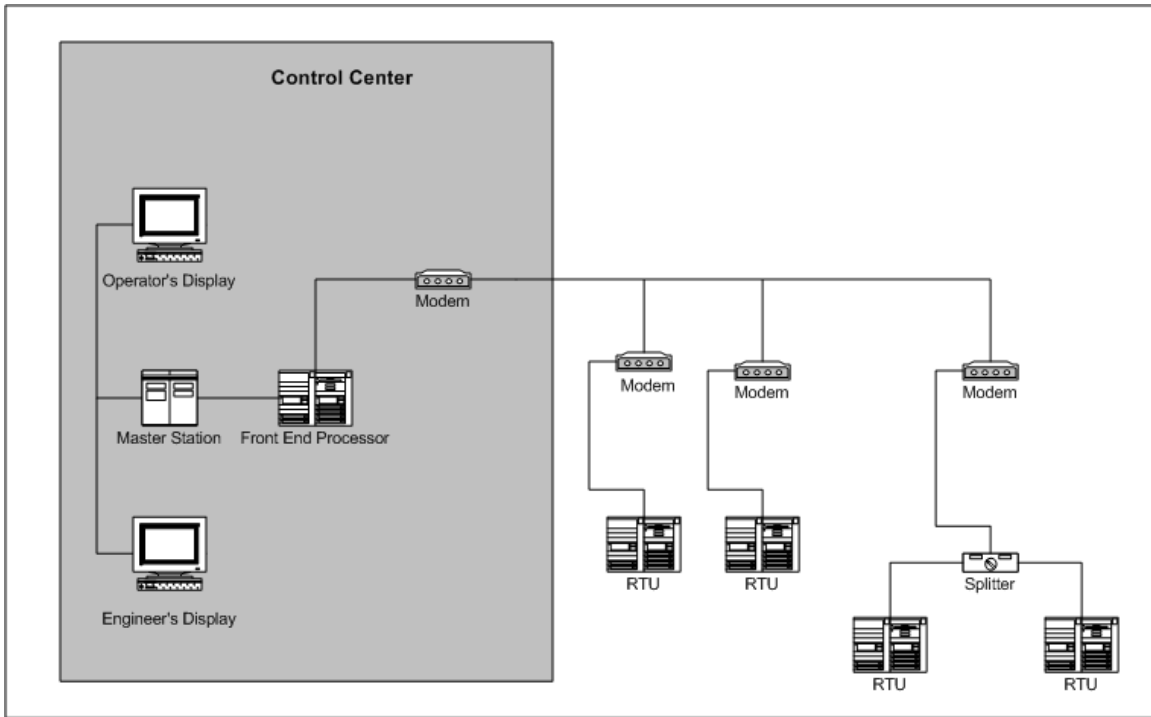 Control Center
Operator's Display
Modem
Modem
Modem
Modem
Master Station
Front End Processor
RTU
RTU
Splitter
Engineer's Display
RTU
RTU